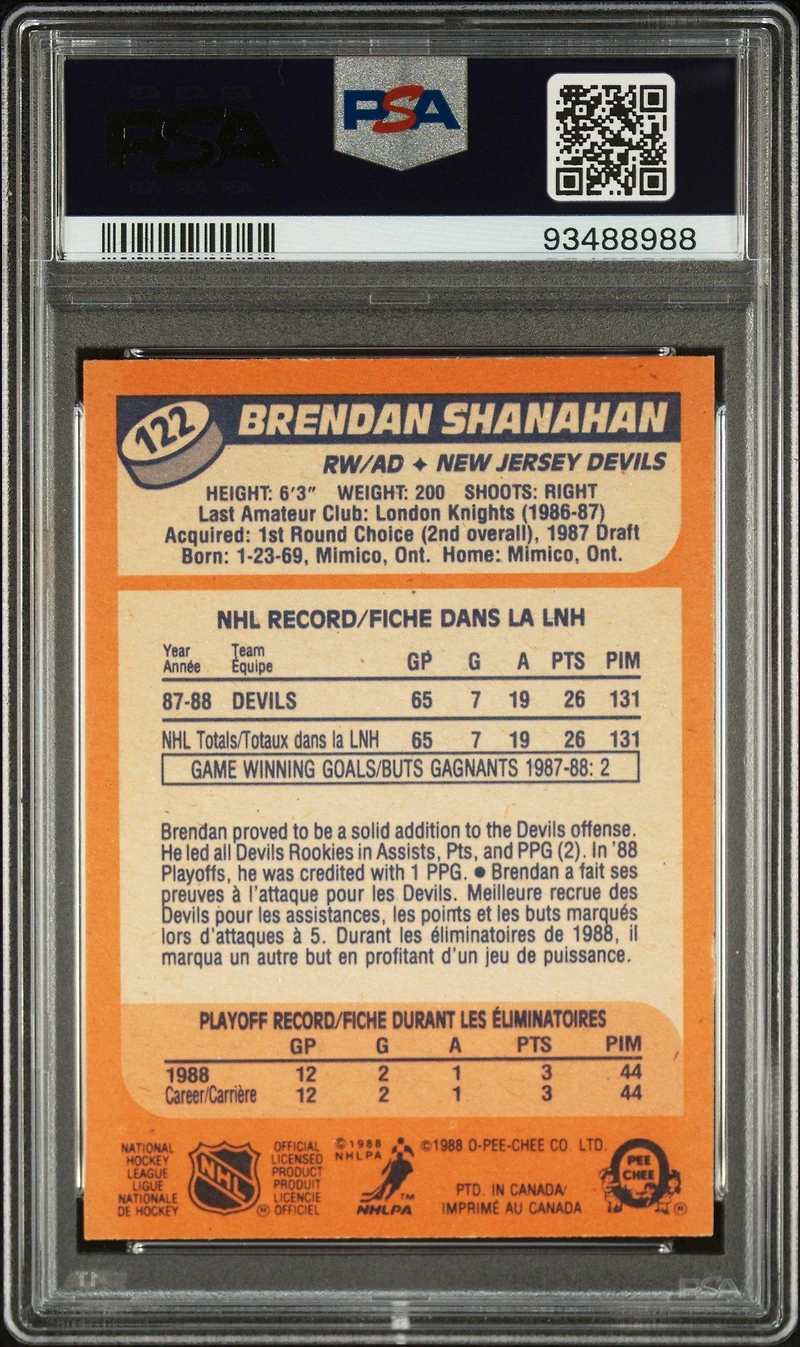 PSA
PSA
93488988
122
BRENDAN SHANAHAN
RW/AD ✦ NEW JERSEY DEVILS
HEIGHT: 6'3" WEIGHT: 200 SHOOTS: RIGHT
Last Amateur Club: London Knights (1986-87)
Acquired: 1st Round Choice (2nd overall), 1987 Draft
Born: 1-23-69, Mimico, Ont. Home: Mimico, Ont.
NHL RECORD/FICHE DANS LA LNH
Year Team
Année Équipe GP G A PTS PIM
87-88 DEVILS 65 7 19 26 131
NHL Totals/Totaux dans la LNH 65 7 19 26 131
GAME WINNING GOALS/BUTS GAGNANTS 1987-88: 2
Brendan proved to be a solid addition to the Devils offense.
He led all Devils Rookies in Assists, Pts, and PPG (2). In '88
Playoffs, he was credited with 1 PPG. ● Brendan a fait ses
preuves à l'attaque pour les Devils. Meilleure recrue des
Devils pour les assistances, les points et les buts marqués
lors d'attaques à 5. Durant les éliminatoires de 1988, il
marqua un autre but en profitant d'un jeu de puissance.
PLAYOFF RECORD/FICHE DURANT LES ÉLIMINATOIRES
GP G A PTS PIM
1988 12 2 1 3 44
Career/Carrière 12 2 1 3 44
NATIONAL
HOCKEY
LEAGUE
LIGUE
NATIONALE
DE HOCKEY
NHL
®
OFFICIAL
LICENSED
PRODUCT
PRODUIT
LICENCIE
OFFICIEL
©1988
NHLPA
™
NHLPA
©1988 O-PEE-CHEE CO. LTD.
PTD. IN CANADA/
IMPRIMÉ AU CANADA
PEE
CHEE
®
PSA